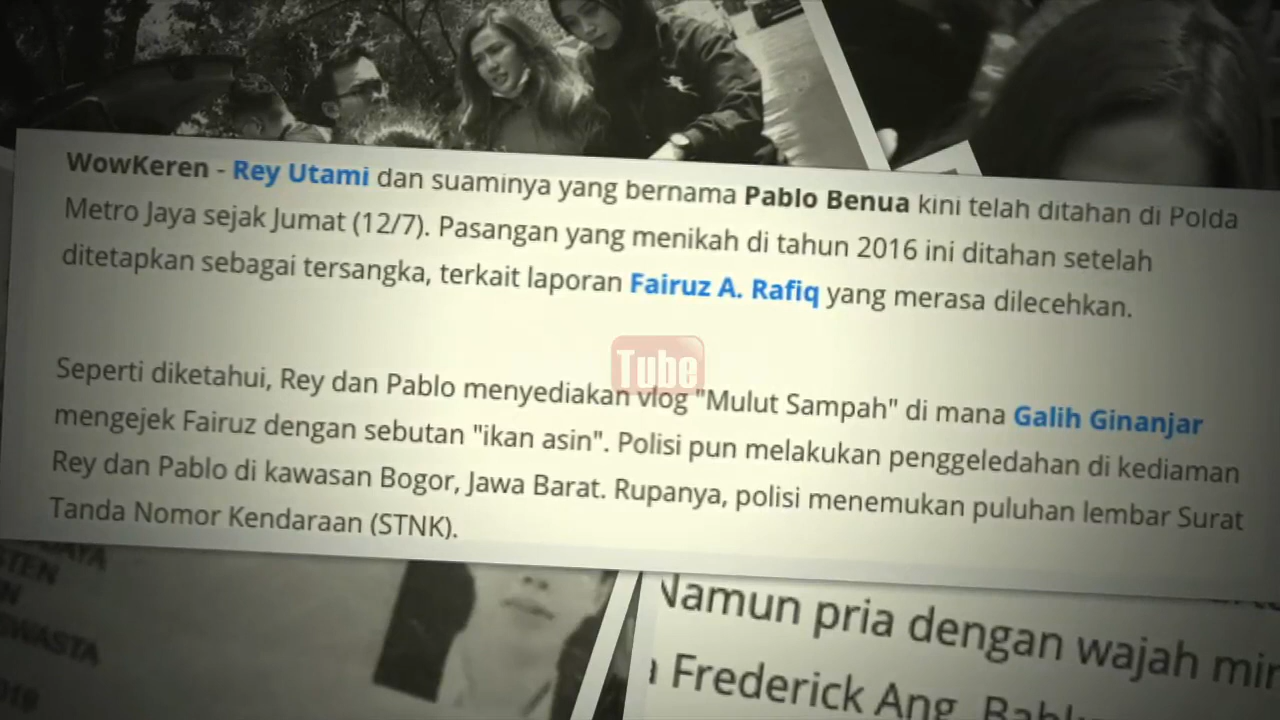 WowKeren - Rey Utami dan suaminya yang bernama Pablo Benua kini telah ditahan di Polda
Metro Jaya sejak Jumat (12/7). Pasangan yang menikah di tahun 2016 ini ditahan setelah
ditetapkan sebagai tersangka, terkait laporan Fairuz A. Rafiq yang merasa dilecehkan.
Tube
Seperti diketahui, Rey dan Pablo menyediakan vlog "Mulut Sampah" di mana Galih Ginanjar
mengejek Fairuz dengan sebutan "ikan asin". Polisi pun melakukan penggeledahan di kediaman
Rey dan Pablo di kawasan Bogor, Jawa Barat. Rupanya, polisi menemukan puluhan lembar Surat
Tanda Nomor Kendaraan (STNK).
Namun pria dengan wajah
Frederick Ang